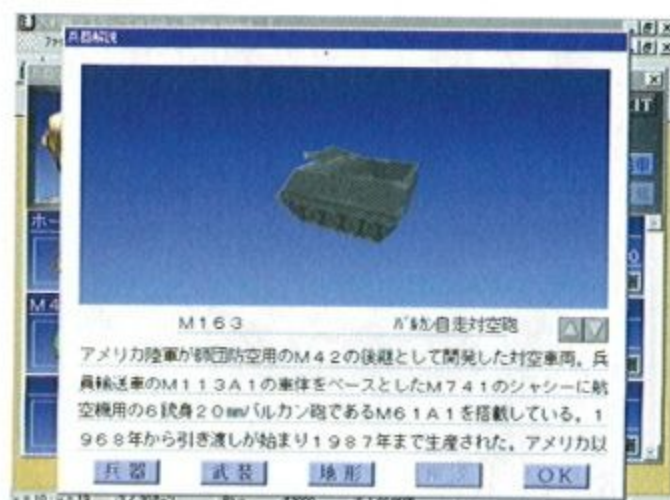 兵器解説
M163 バルカン自走対空砲
アメリカ陸軍が師団防空用のM42の後継として開発した対空車両。兵
員輸送車のM113A1の車体をベースとしたM741のシャシーに航
空機用の6銃身20mmバルカン砲であるM61A1を搭載している。1
968年から引き渡しが始まり1987年まで生産された。アメリカ以
兵器 武装 地形 OK